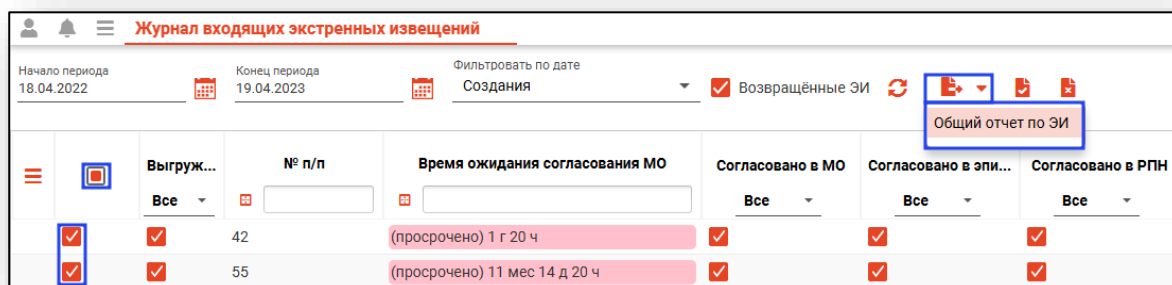 Журнал входящих экстренных извещений
Начало периода
18.04.2022
Конец периода
19.04.2023
Фильтровать по дате
Создания
Возвращённые ЭИ
Общий отчет по ЭИ
Выгруж... № п/п Время ожидания согласования МО Согласовано в МО Согласовано в эпи... Согласовано в РПН
Все Все Все Все
42 (просрочено) 1 г 20 ч
55 (просрочено) 11 мес 14 д 20 ч